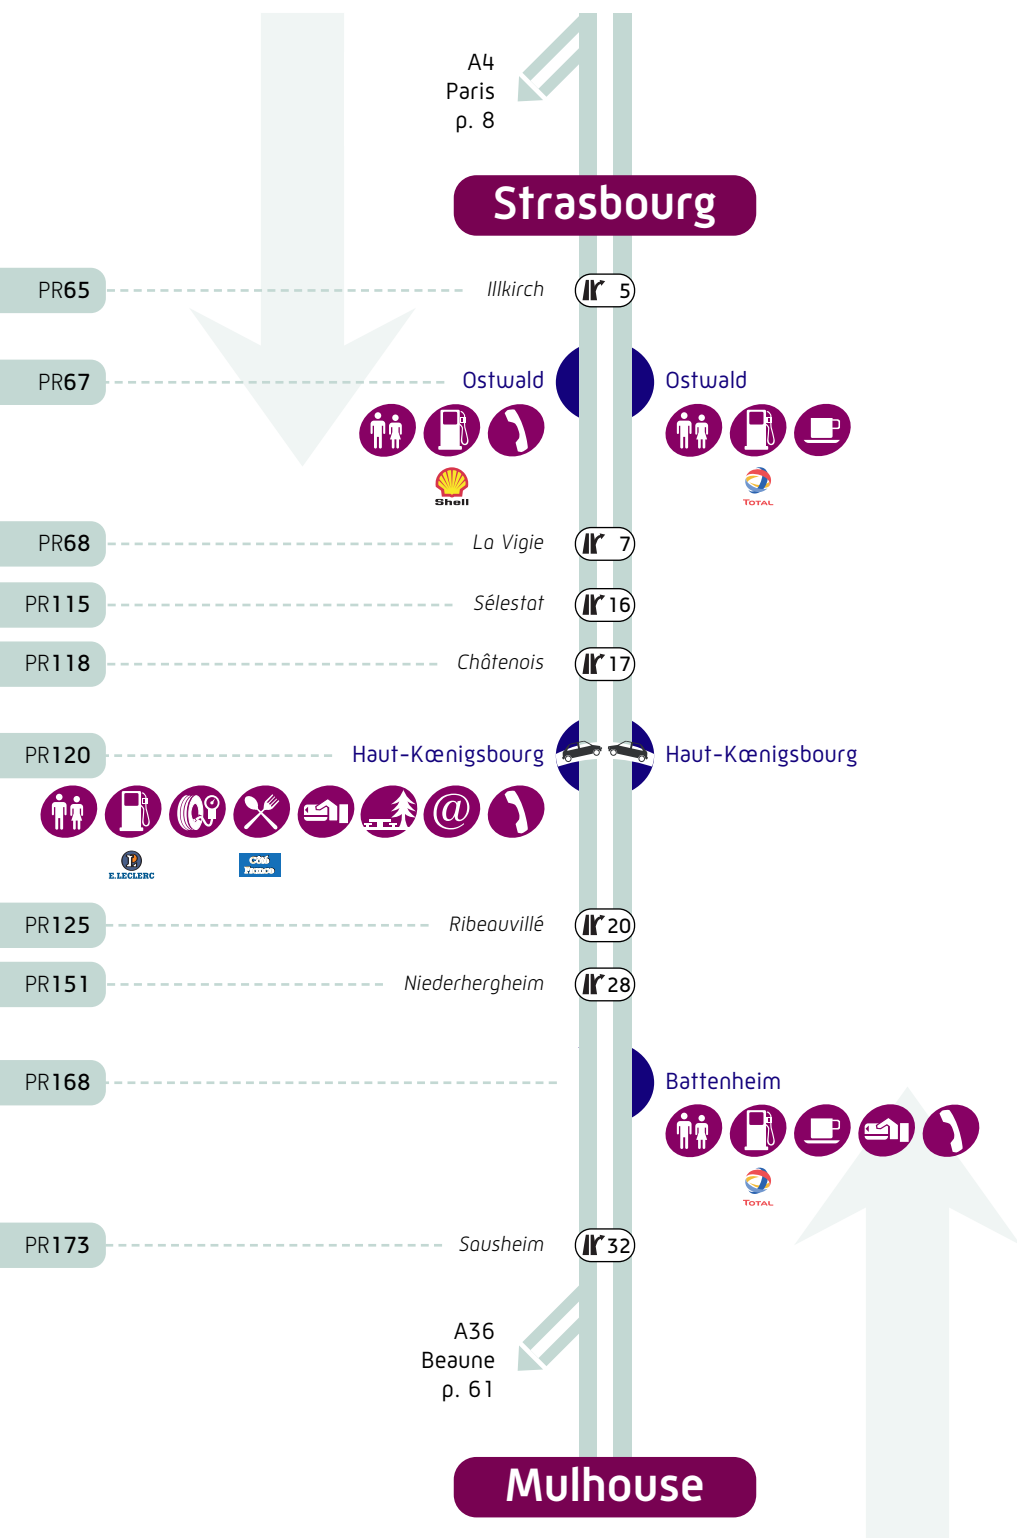 A4
Paris
p. 8
Strasbourg
PR65
Illkirch
5
PR67
Ostwald
Ostwald
Shell
TOTAL
PR68
La Vigie
7
PR115
Sélestat
16
PR118
Châtenois
17
PR120
Haut-Kœnigsbourg
Haut-Kœnigsbourg
@
E.LECLERC
Côté
France
PR125
Ribeauvillé
20
PR151
Niederhergheim
28
PR168
Battenheim
TOTAL
PR173
Sausheim
32
A36
Beaune
p. 61
Mulhouse